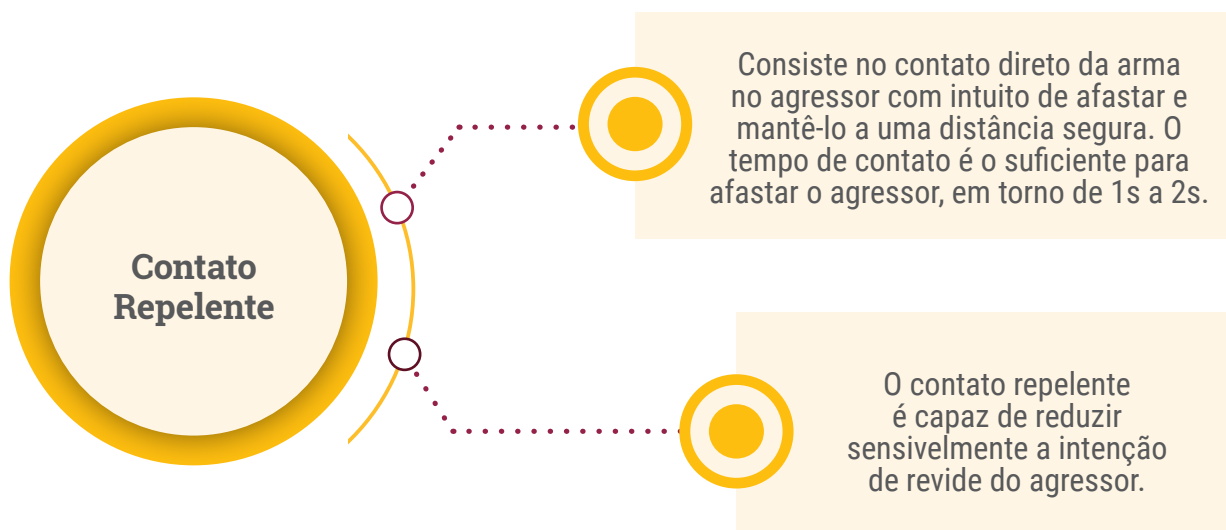 Contato
Repelente
Consiste no contato direto da arma
no agressor com intuito de afastar e
mantê-lo a uma distância segura. O
tempo de contato é o suficiente para
afastar o agressor, em torno de 1s a 2s.
O contato repelente
é capaz de reduzir
sensivelmente a intenção
de revide do agressor.